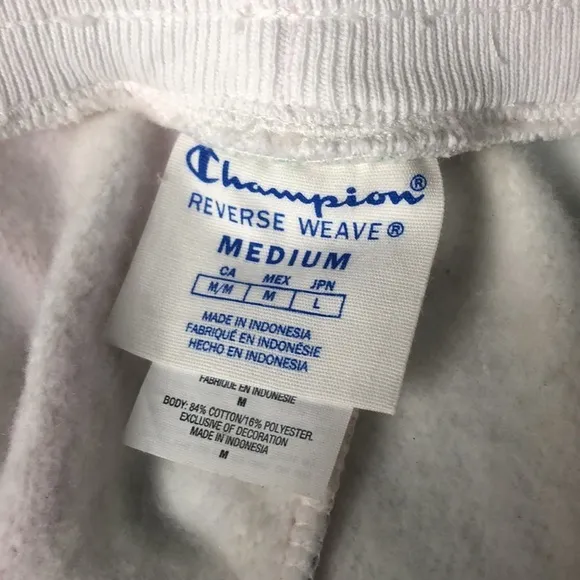 Champion®
REVERSE WEAVE®
MEDIUM
CA MEX JPN
M/M M L
MADE IN INDONESIA
FABRIQUÉ EN INDONÉSIE
HECHO EN INDONESIA
FABRIQUE EN INDONESIE
M
BODY: 84% COTTON/16% POLYESTER
EXCLUSIVE OF DECORATION
MADE IN INDONESIA
M